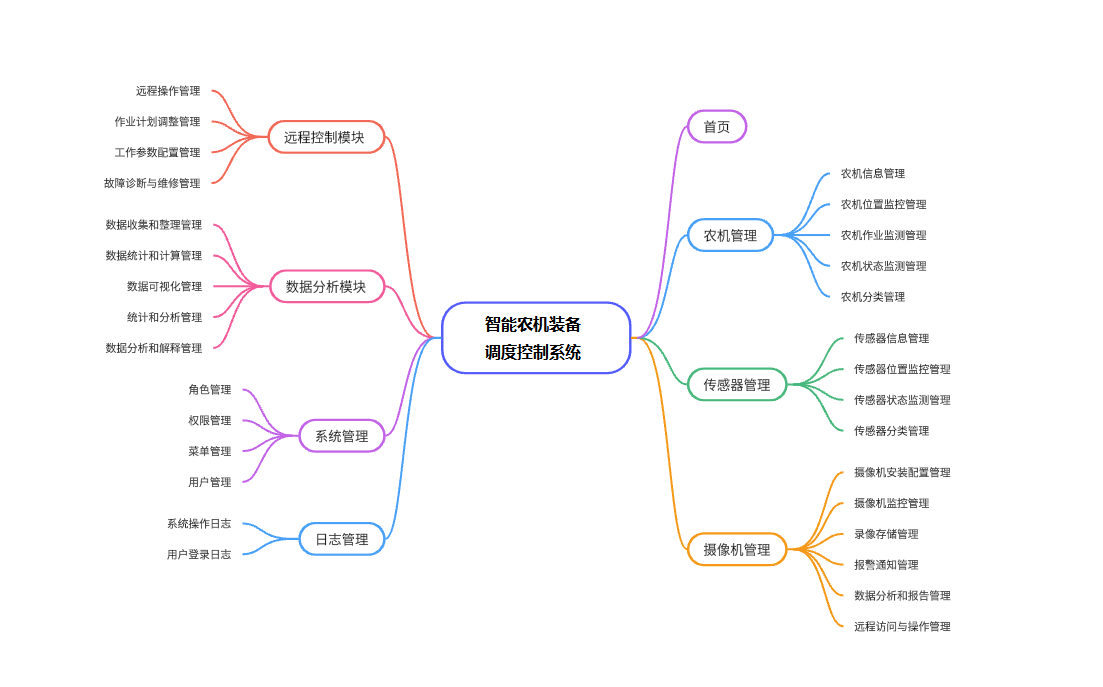 智能农机装备
调度控制系统
首页
农机管理
农机信息管理
农机位置监控管理
农机作业监测管理
农机状态监测管理
农机分类管理
传感器管理
传感器信息管理
传感器位置监控管理
传感器状态监测管理
传感器分类管理
摄像机管理
摄像机安装配置管理
摄像机监控管理
录像存储管理
报警通知管理
数据分析和报告管理
远程访问与操作管理
远程控制模块
远程操作管理
作业计划调整管理
工作参数配置管理
故障诊断与维修管理
数据分析模块
数据收集和整理管理
数据统计和计算管理
数据可视化管理
统计和分析管理
数据分析和解释管理
系统管理
角色管理
权限管理
菜单管理
用户管理
日志管理
系统操作日志
用户登录日志